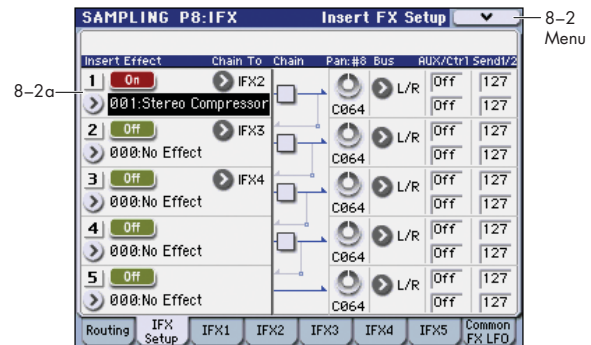 SAMPLING P8:IFX Insert FX Setup
8–2
Menu
Insert Effect Chain To Chain Pan:#8 Bus AUX/Ctrl Send1/2
8–2a
1 On IFX2 L/R Off 127
001:Stereo Compressor C064 Off 127
2 Off IFX3 L/R Off 127
000:No Effect C064 Off 127
3 Off IFX4 L/R Off 127
000:No Effect C064 Off 127
4 Off L/R Off 127
000:No Effect C064 Off 127
5 Off L/R Off 127
000:No Effect C064 Off 127
Routing IFX Setup IFX1 IFX2 IFX3 IFX4 IFX5 Common FX LFO